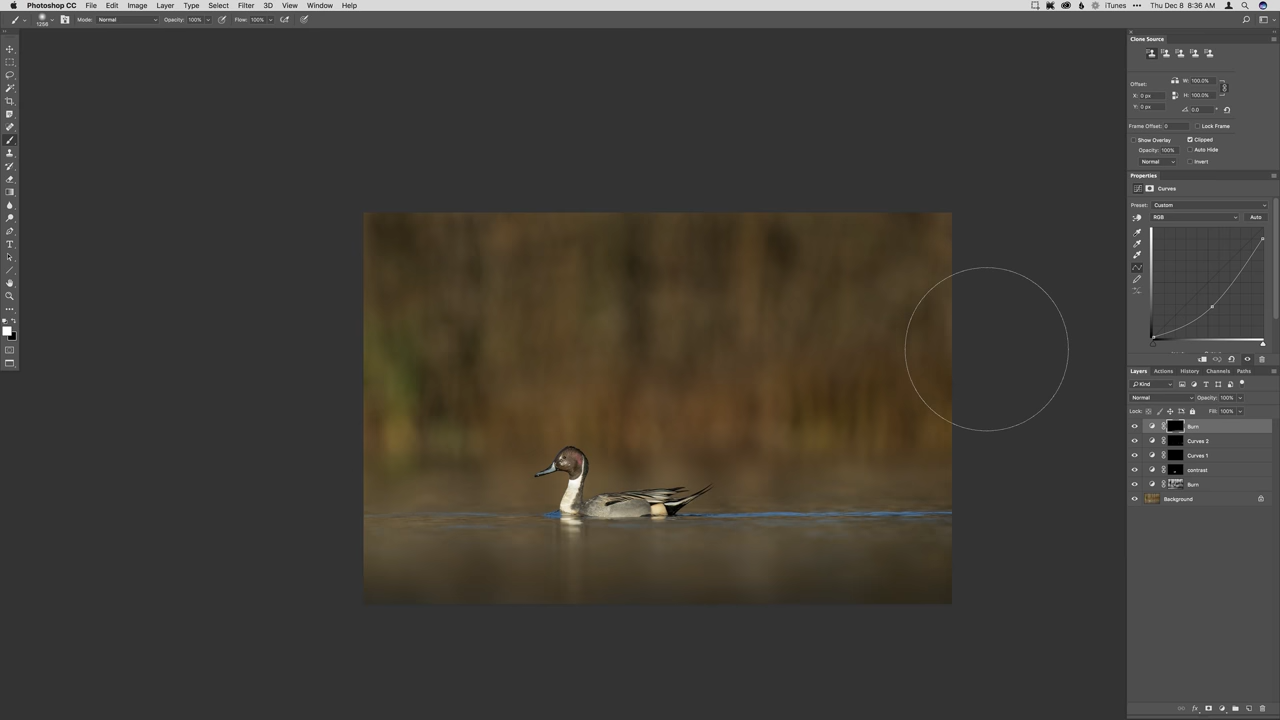 Photoshop CC File Edit Image Layer Type Select Filter 3D View Window Help iTunes Thu Dec 8 8:36 AM
1258 Mode: Normal Opacity: 100% Flow: 100%
Clone Source
Offset: W: 100.0%
X: 0 px H: 100.0%
Y: 0 px 0.0 °
Frame Offset: 0 Lock Frame
Show Overlay Clipped
Opacity: 100% Auto Hide
Normal Invert
Properties
Curves
Preset: Custom
RGB Auto
Layers Actions History Channels Paths
Kind
Normal Opacity: 100%
Lock: Fill: 100%
Burn
Curves 2
Curves 1
contrast
Burn
Background
fx